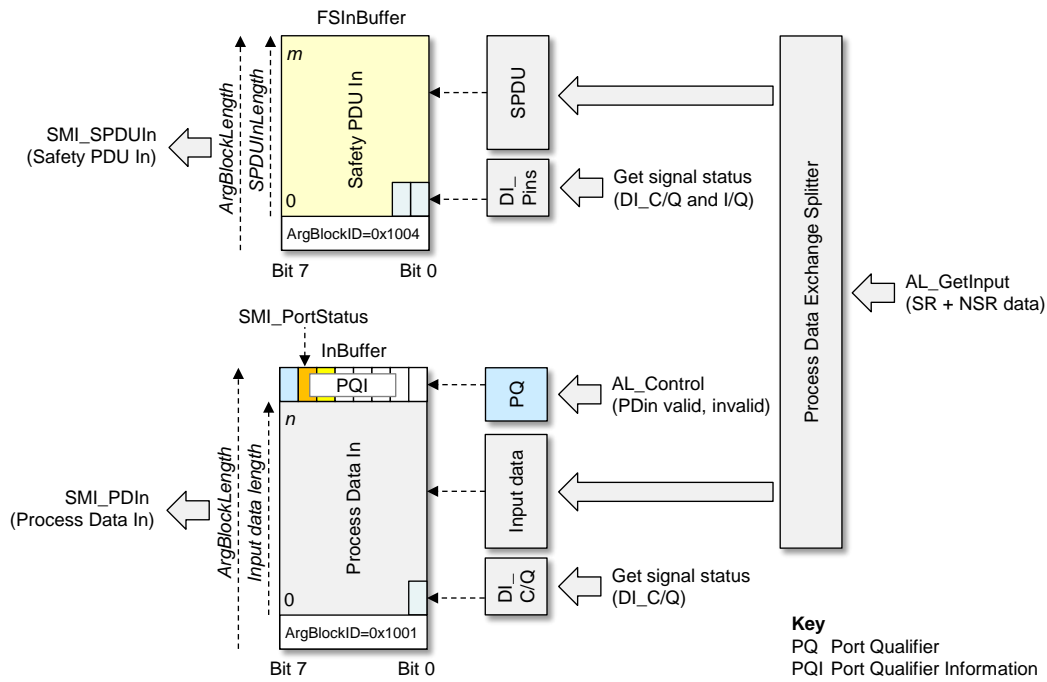 FSInBuffer
m
Safety PDU In
0
ArgBlockID=0x1004
Bit 7
Bit 0
ArgBlockLength
SPDUInLength
SMI_SPDUIn
(Safety PDU In)
SPDU
DI_
Pins
Get signal status
(DI_C/Q and I/Q)
Process Data Exchange Splitter
AL_GetInput
(SR + NSR data)
SMI_PortStatus
InBuffer
PQI
n
Process Data In
0
ArgBlockID=0x1001
Bit 7
Bit 0
ArgBlockLength
Input data length
SMI_PDIn
(Process Data In)
PQ
AL_Control
(PDin valid, invalid)
Input data
DI_
C/Q
Get signal status
(DI_C/Q)
Key
PQ Port Qualifier
PQI Port Qualifier Information